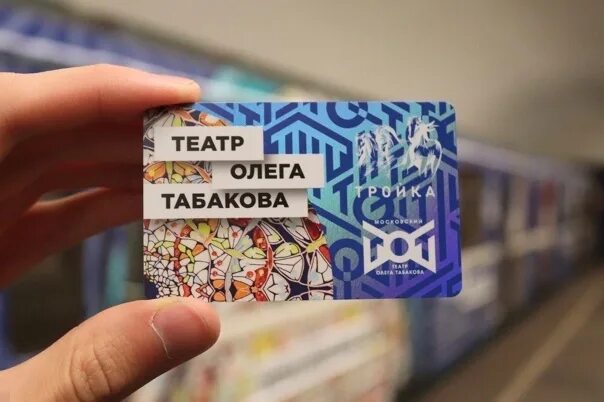 ТЕАТР
ОЛЕГА
ТАБАКОВА
ТРОЙКА
МОСКОВСКИЙ
ТЕАТР
ОЛЕГА ТАБАКОВА